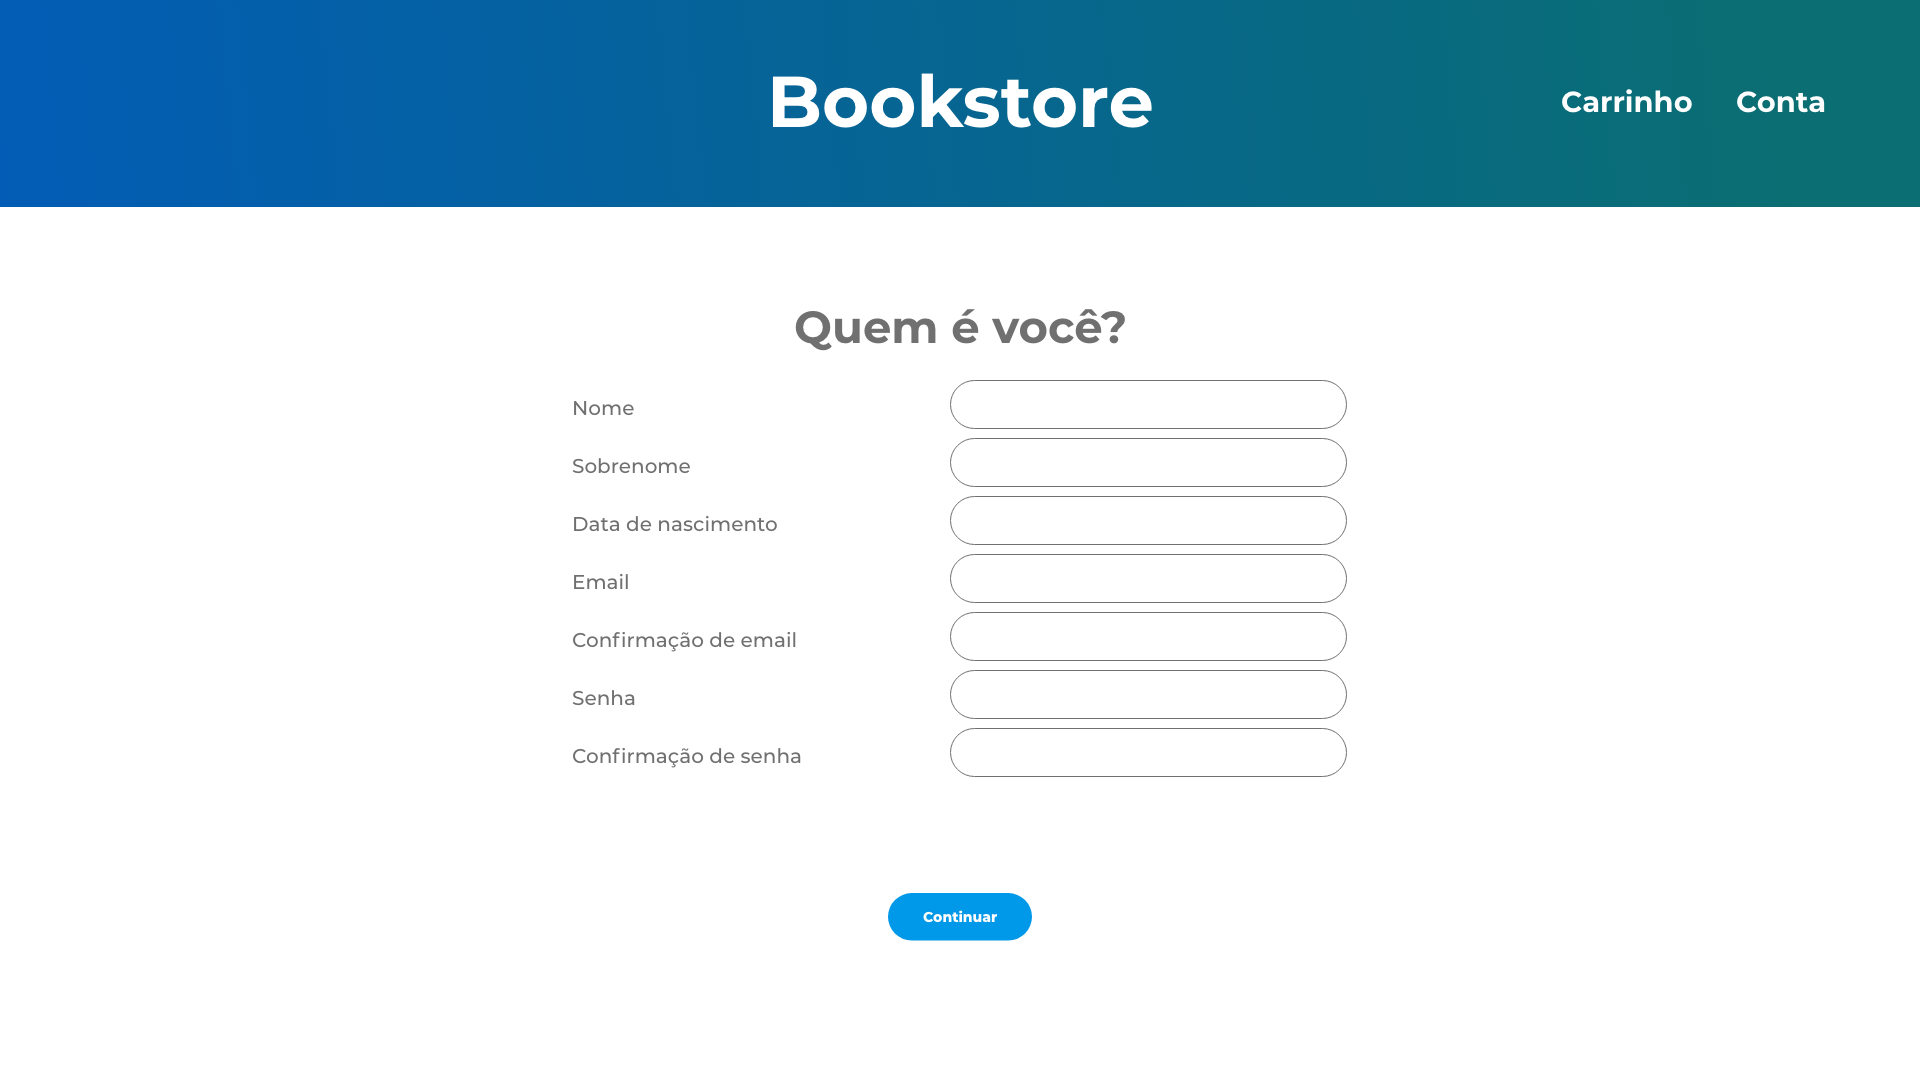 Bookstore
Carrinho
Conta
Quem é você?
Nome
Sobrenome
Data de nascimento
Email
Confirmação de email
Senha
Confirmação de senha
Continuar